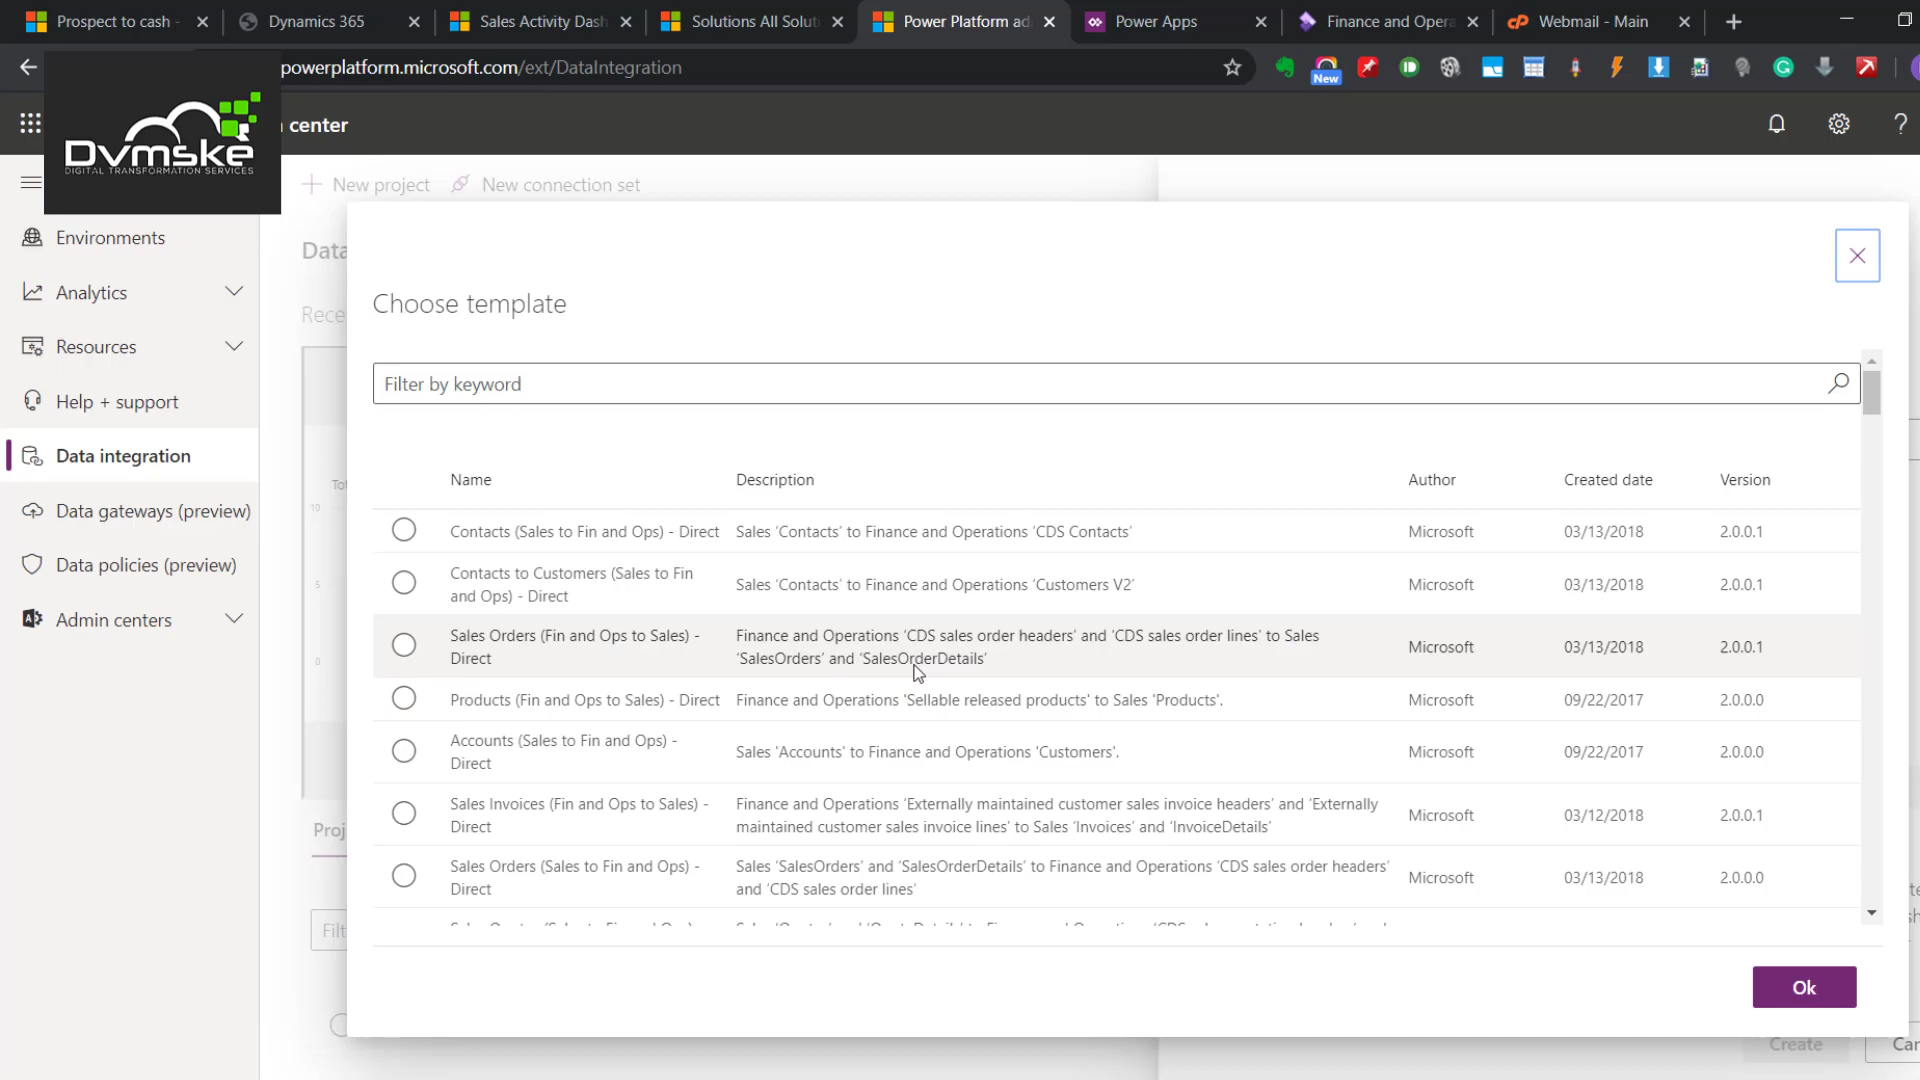 Prospect to cash -
Dynamics 365
Sales Activity Dash
Solutions All Soluti
Power Platform ad
Power Apps
Finance and Opera
Webmail - Main
powerplatform.microsoft.com/ext/DataIntegration
New
Dvmske
DIGITAL TRANSFORMATION SERVICES
center
New project
New connection set
Environments
Analytics
Resources
Help + support
Data integration
Data gateways (preview)
Data policies (preview)
Admin centers
Data
Rece
Tot
10
5
0
Proj
Filt
Choose template
Filter by keyword
Name Description Author Created date Version
Contacts (Sales to Fin and Ops) - Direct Sales ‘Contacts’ to Finance and Operations ‘CDS Contacts’ Microsoft 03/13/2018 2.0.0.1
Contacts to Customers (Sales to Fin
and Ops) - Direct Sales ‘Contacts’ to Finance and Operations ‘Customers V2’ Microsoft 03/13/2018 2.0.0.1
Sales Orders (Fin and Ops to Sales) - Finance and Operations ‘CDS sales order headers’ and ‘CDS sales order lines’ to Sales
Direct ‘SalesOrders’ and ‘SalesOrderDetails’ Microsoft 03/13/2018 2.0.0.1
Products (Fin and Ops to Sales) - Direct Finance and Operations 'Sellable released products' to Sales 'Products'. Microsoft 09/22/2017 2.0.0.0
Accounts (Sales to Fin and Ops) -
Direct Sales 'Accounts' to Finance and Operations 'Customers'. Microsoft 09/22/2017 2.0.0.0
Sales Invoices (Fin and Ops to Sales) - Finance and Operations ‘Externally maintained customer sales invoice headers’ and ‘Externally
Direct maintained customer sales invoice lines’ to Sales ‘Invoices’ and ‘InvoiceDetails’ Microsoft 03/12/2018 2.0.0.1
Sales Orders (Sales to Fin and Ops) - Sales ‘SalesOrders’ and ‘SalesOrderDetails’ to Finance and Operations ‘CDS sales order headers’
Direct and ‘CDS sales order lines’ Microsoft 03/13/2018 2.0.0.0
Ok
Create
Can